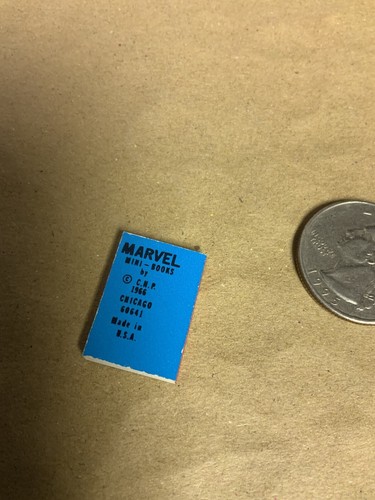 MARVEL
MINI-BOOKS
by
© C.N.P.
1966
CHICAGO
60641
Made in
U.S.A.